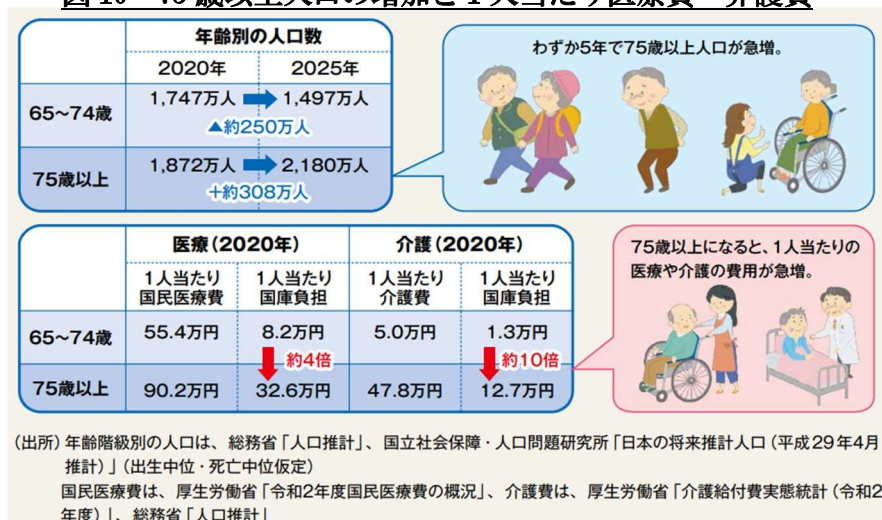 年齢別の人口数
2020年 2025年
65〜74歳 1,747万人 1,497万人
▲約250万人
75歳以上 1,872万人 2,180万人
+約308万人
わずか5年で75歳以上人口が急増。
医療(2020年) 介護(2020年)
1人当たり 1人当たり 1人当たり 1人当たり
国民医療費 国庫負担 介護費 国庫負担
65〜74歳 55.4万円 8.2万円 5.0万円 1.3万円
約4倍 約10倍
75歳以上 90.2万円 32.6万円 47.8万円 12.7万円
75歳以上になると、1人当たりの
医療や介護の費用が急増。
(出所)年齢階級別の人口は、総務省「人口推計」、国立社会保障・人口問題研究所「日本の将来推計人口(平成29年4月
推計)」(出生中位・死亡中位仮定)
国民医療費は、厚生労働省「令和2年度国民医療費の概況」、介護費は、厚生労働省「介護給付費実態統計(令和2
年度)」、総務省「人口推計」